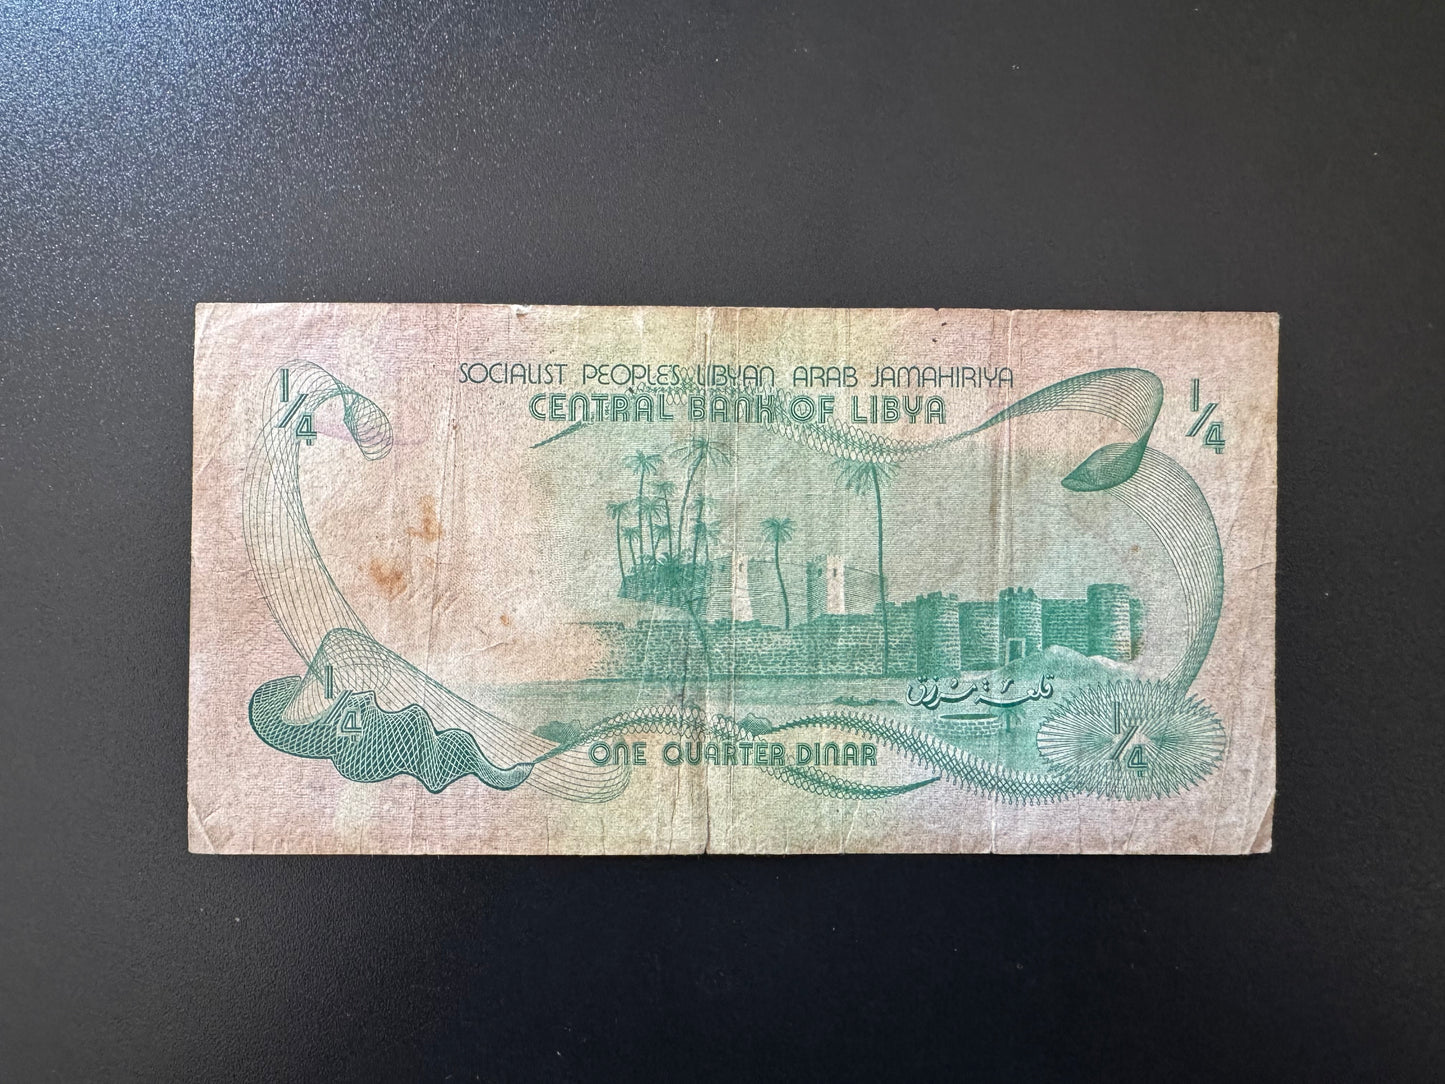 SOCIALIST PEOPLES LIBYAN ARAB JAMAHIRIYA
CENTRAL BANK OF LIBYA
1/4
1/4
قلعة مرزق
1/4
1/4
ONE QUARTER DINAR